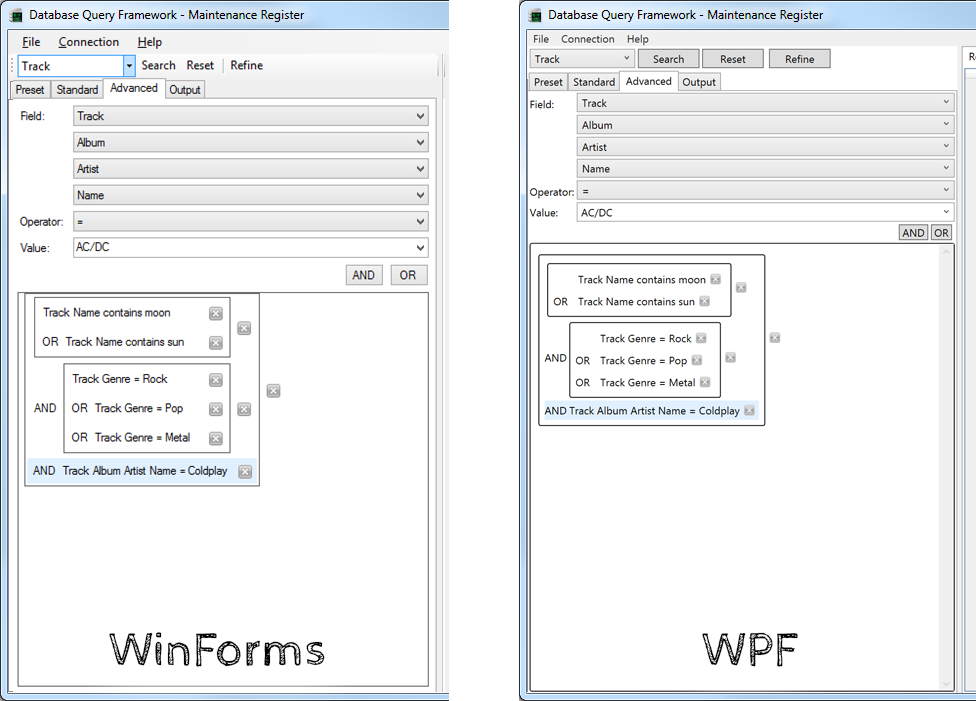 Database Query Framework - Maintenance Register
File Connection Help
Track Search Reset Refine
Preset Standard Advanced Output
Field: Track
Album
Artist
Name
Operator: =
Value: AC/DC
AND OR
Track Name contains moon
OR Track Name contains sun
Track Genre = Rock
AND OR Track Genre = Pop
OR Track Genre = Metal
AND Track Album Artist Name = Coldplay
WinForms
Database Query Framework - Maintenance Register
File Connection Help
Track Search Reset Refine
Preset Standard Advanced Output
Field: Track
Album
Artist
Name
Operator: =
Value: AC/DC
AND OR
Track Name contains moon
OR Track Name contains sun
Track Genre = Rock
AND OR Track Genre = Pop
OR Track Genre = Metal
AND Track Album Artist Name = Coldplay
WPF